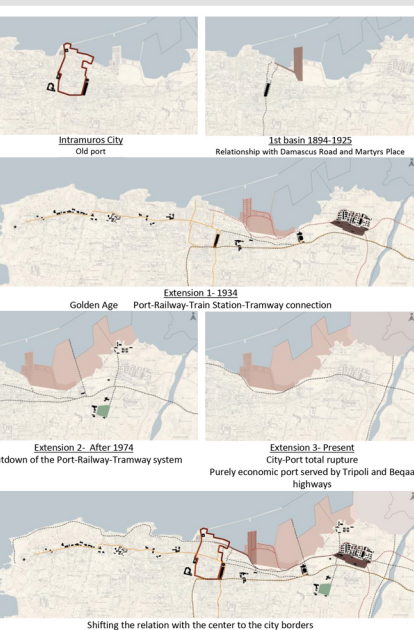 Intramuros City
Old port
1st basin 1894-1925
Relationship with Damascus Road and Martyrs Place
Extension 1- 1934
Golden Age Port-Railway-Train Station-Tramway connection
Extension 2- After 1974
tdown of the Port-Railway-Tramway system
Extension 3- Present
City-Port total rupture
Purely economic port served by Tripoli and Beqaa
highways
Shifting the relation with the center to the city borders